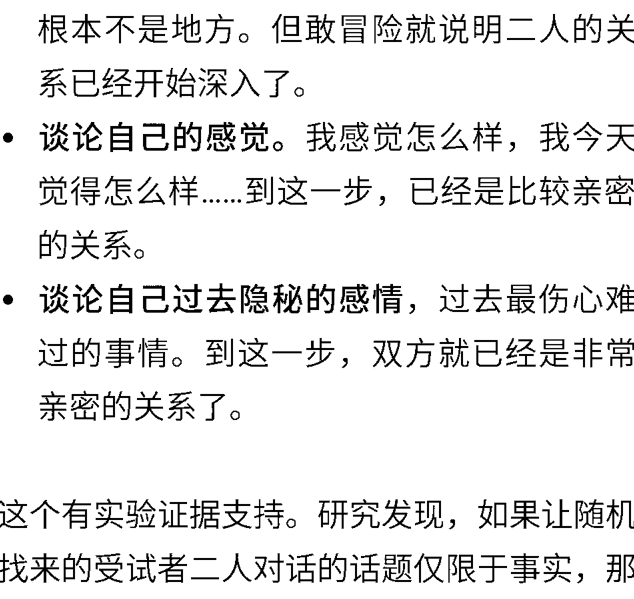 根本不是地方。但敢冒险就说明二人的关
系已经开始深入了。
• 谈论自己的感觉。我感觉怎么样，我今天
觉得怎么样……到这一步，已经是比较亲密
的关系。
• 谈论自己过去隐秘的感情，过去最伤心难
过的事情。到这一步，双方就已经是非常
亲密的关系了。
这个有实验证据支持。研究发现，如果让随机
找来的受试者二人对话的话题仅限于事实，那